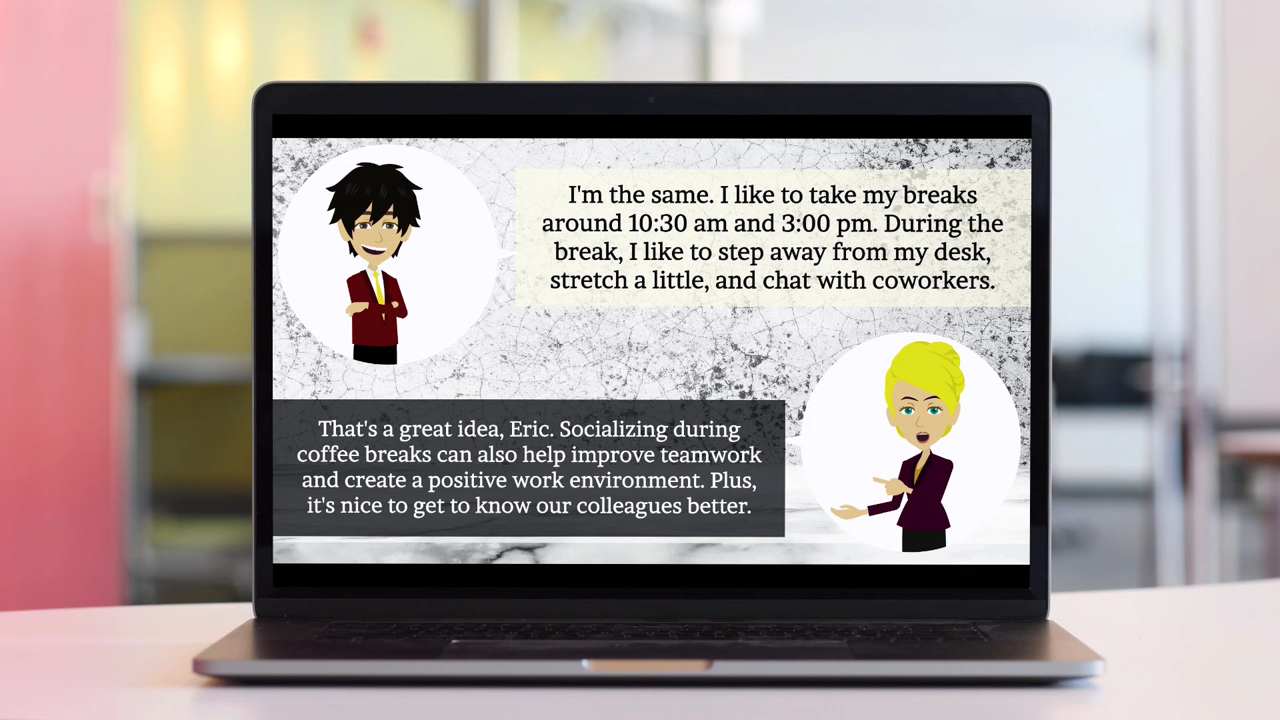 I'm the same. I like to take my breaks
around 10:30 am and 3:00 pm. During the
break, I like to step away from my desk,
stretch a little, and chat with coworkers.
That's a great idea, Eric. Socializing during
coffee breaks can also help improve teamwork
and create a positive work environment. Plus,
it's nice to get to know our colleagues better.